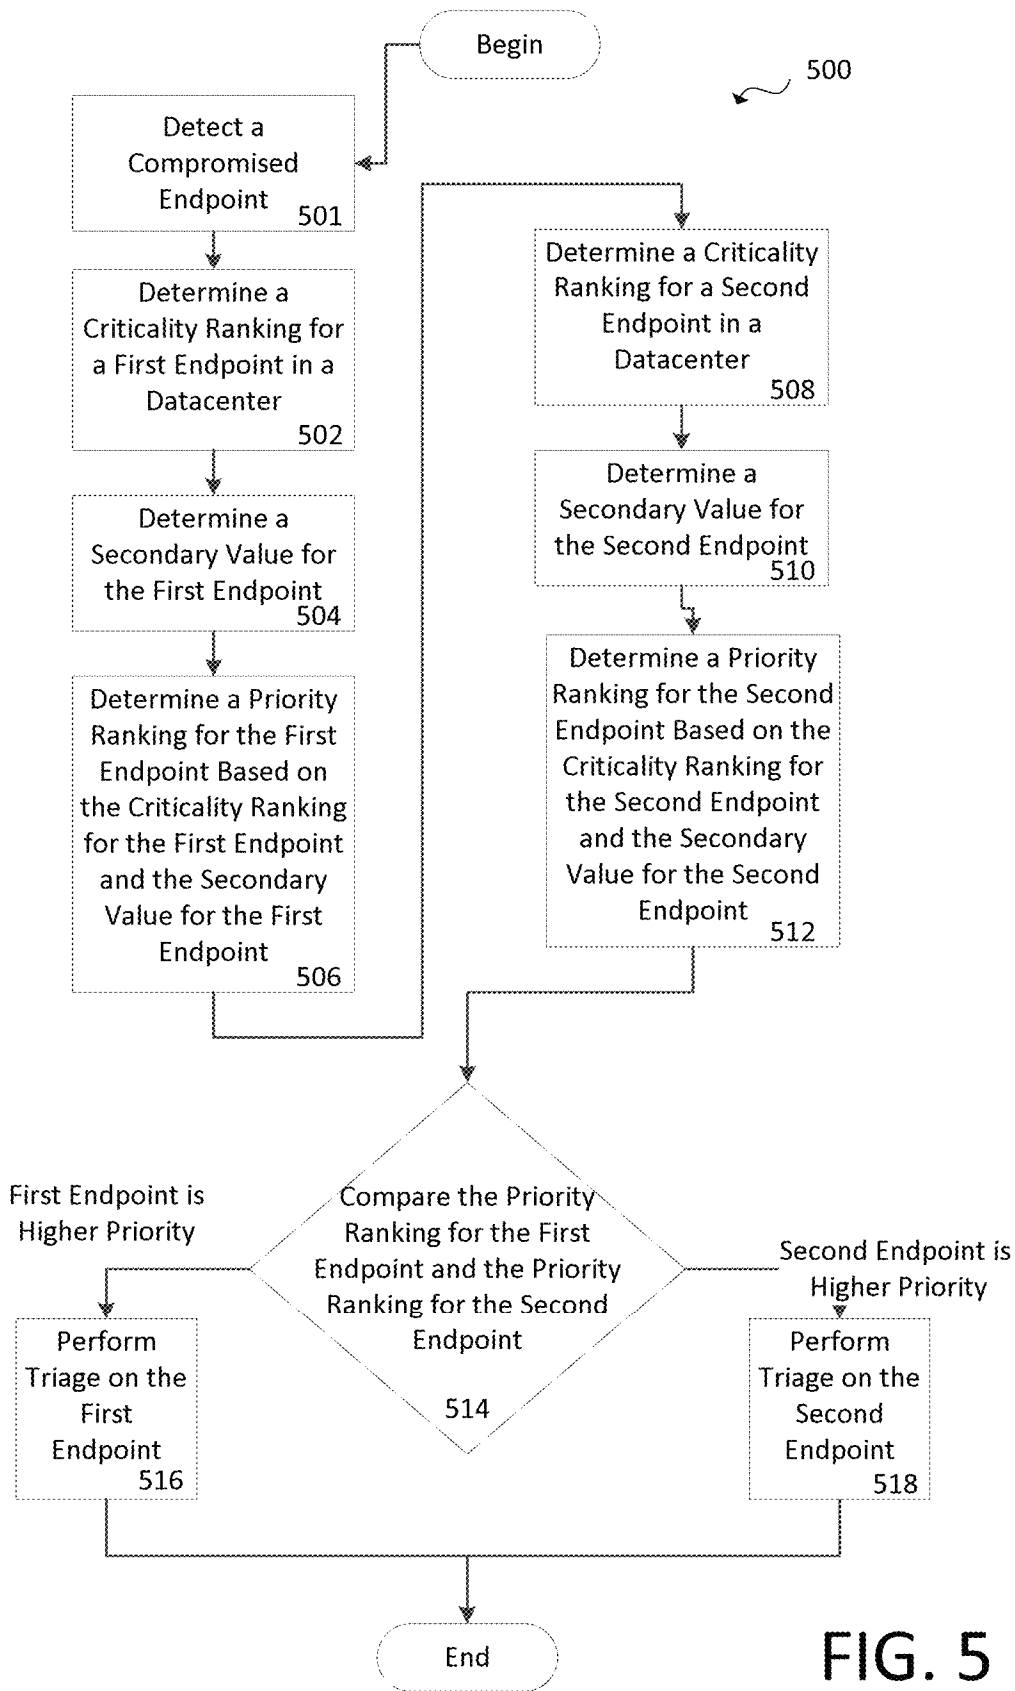 Begin
500
Detect a
Compromised
Endpoint
501
Determine a
Criticality Ranking for
a First Endpoint in a
Datacenter
502
Determine a
Secondary Value for
the First Endpoint
504
Determine a Priority
Ranking for the First
Endpoint Based on
the Criticality Ranking
for the First Endpoint
and the Secondary
Value for the First
Endpoint
506
Determine a Criticality
Ranking for a Second
Endpoint in a
Datacenter
508
Determine a
Secondary Value for
the Second Endpoint
510
Determine a Priority
Ranking for the Second
Endpoint Based on the
Criticality Ranking for
the Second Endpoint
and the Secondary
Value for the Second
Endpoint
512
Compare the Priority
Ranking for the First
Endpoint and the Priority
Ranking for the Second
Endpoint
514
First Endpoint is
Higher Priority
Second Endpoint is
Higher Priority
Perform
Triage on the
First
Endpoint
516
Perform
Triage on the
Second
Endpoint
518
End
FIG. 5